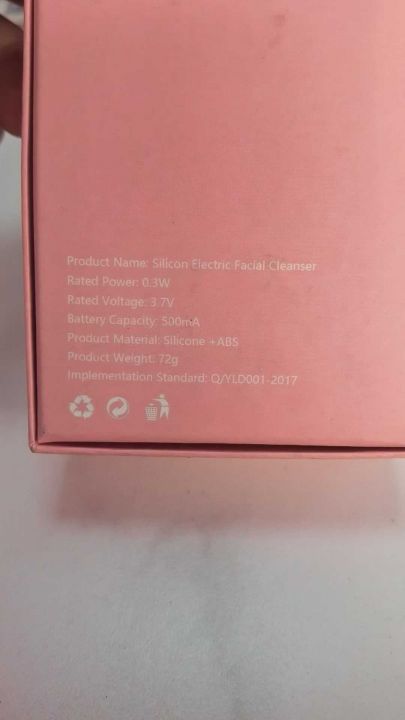 Product Name: Silicon Electric Facial Cleanser
Rated Power: 0.3W
Rated Voltage: 3.7V
Battery Capacity: 500mA
Product Material: Silicone +ABS
Product Weight: 72g
Implementation Standard: Q/YLD001-2017